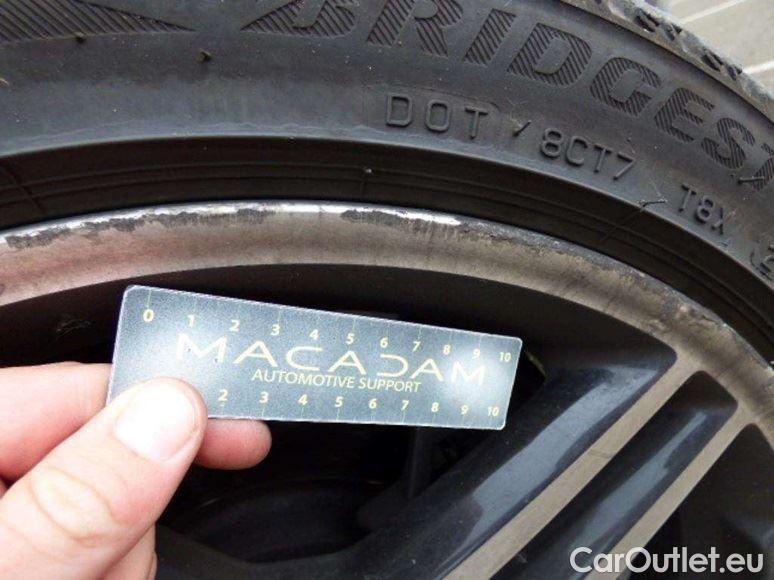 BRIDGEST
DOT 8CT7 T8X
0 1 2 3 4 5 6 7 8 9 10
MACADAM
AUTOMOTIVE SUPPORT
2 3 4 5 6 7 8 9 10
CarOutlet.eu